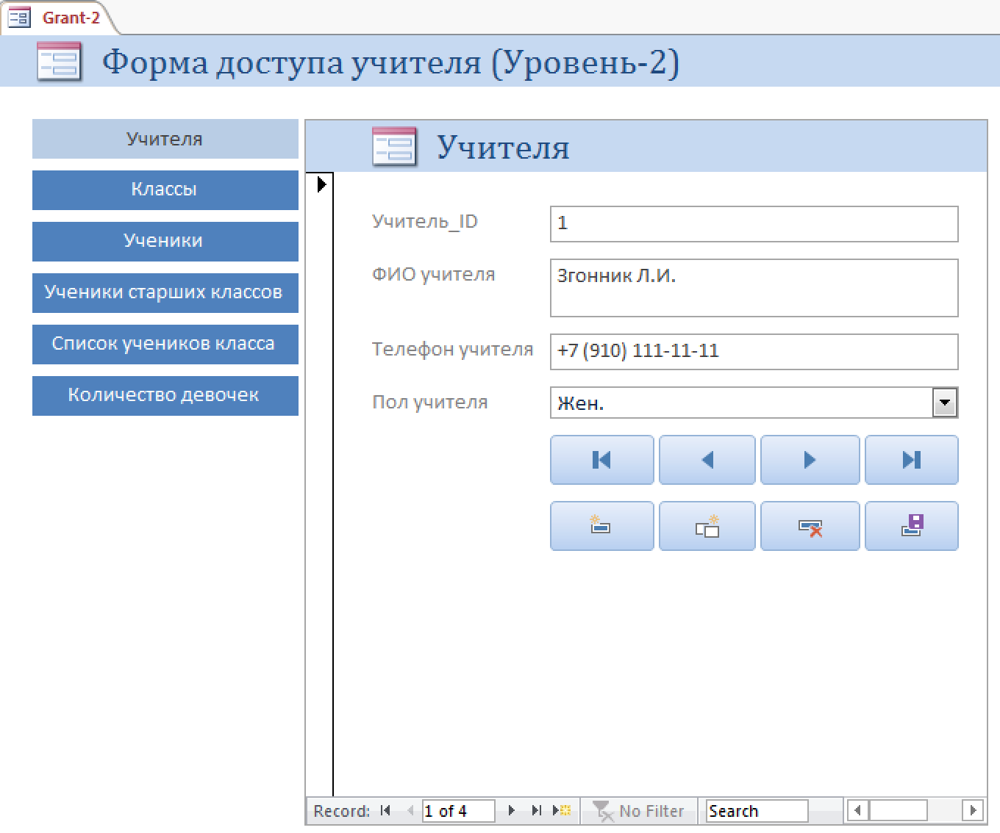 Grant-2
Форма доступа учителя (Уровень-2)
Учителя
Классы
Ученики
Ученики старших классов
Список учеников класса
Количество девочек
Учителя
Учитель_ID
1
ФИО учителя
Згонник Л.И.
Телефон учителя
+7 (910) 111-11-11
Пол учителя
Жен.
Record: 1 of 4 No Filter Search